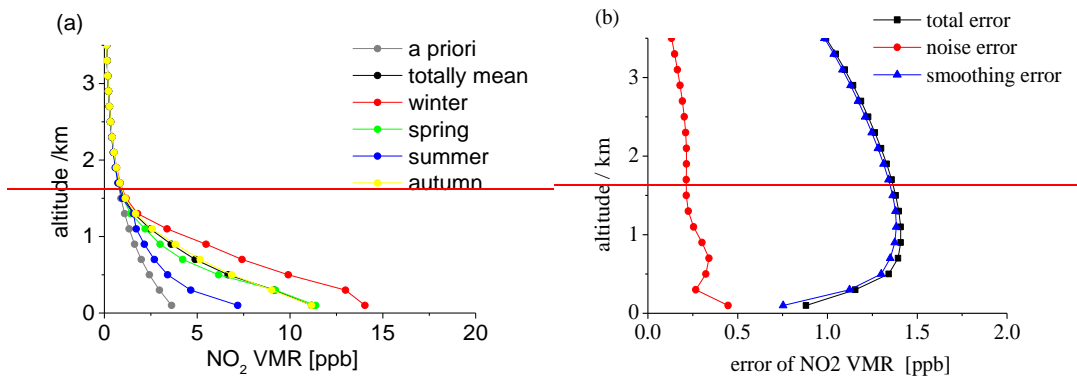 (a)
a priori
totally mean
winter
spring
summer
autumn
altitude /km
3
2
1
0
0 5 10 15 20
NO₂ VMR [ppb]
(b)
total error
noise error
smoothing error
altitude / km
3
2
1
0
0.0 0.5 1.0 1.5 2.0
error of NO2 VMR [ppb]